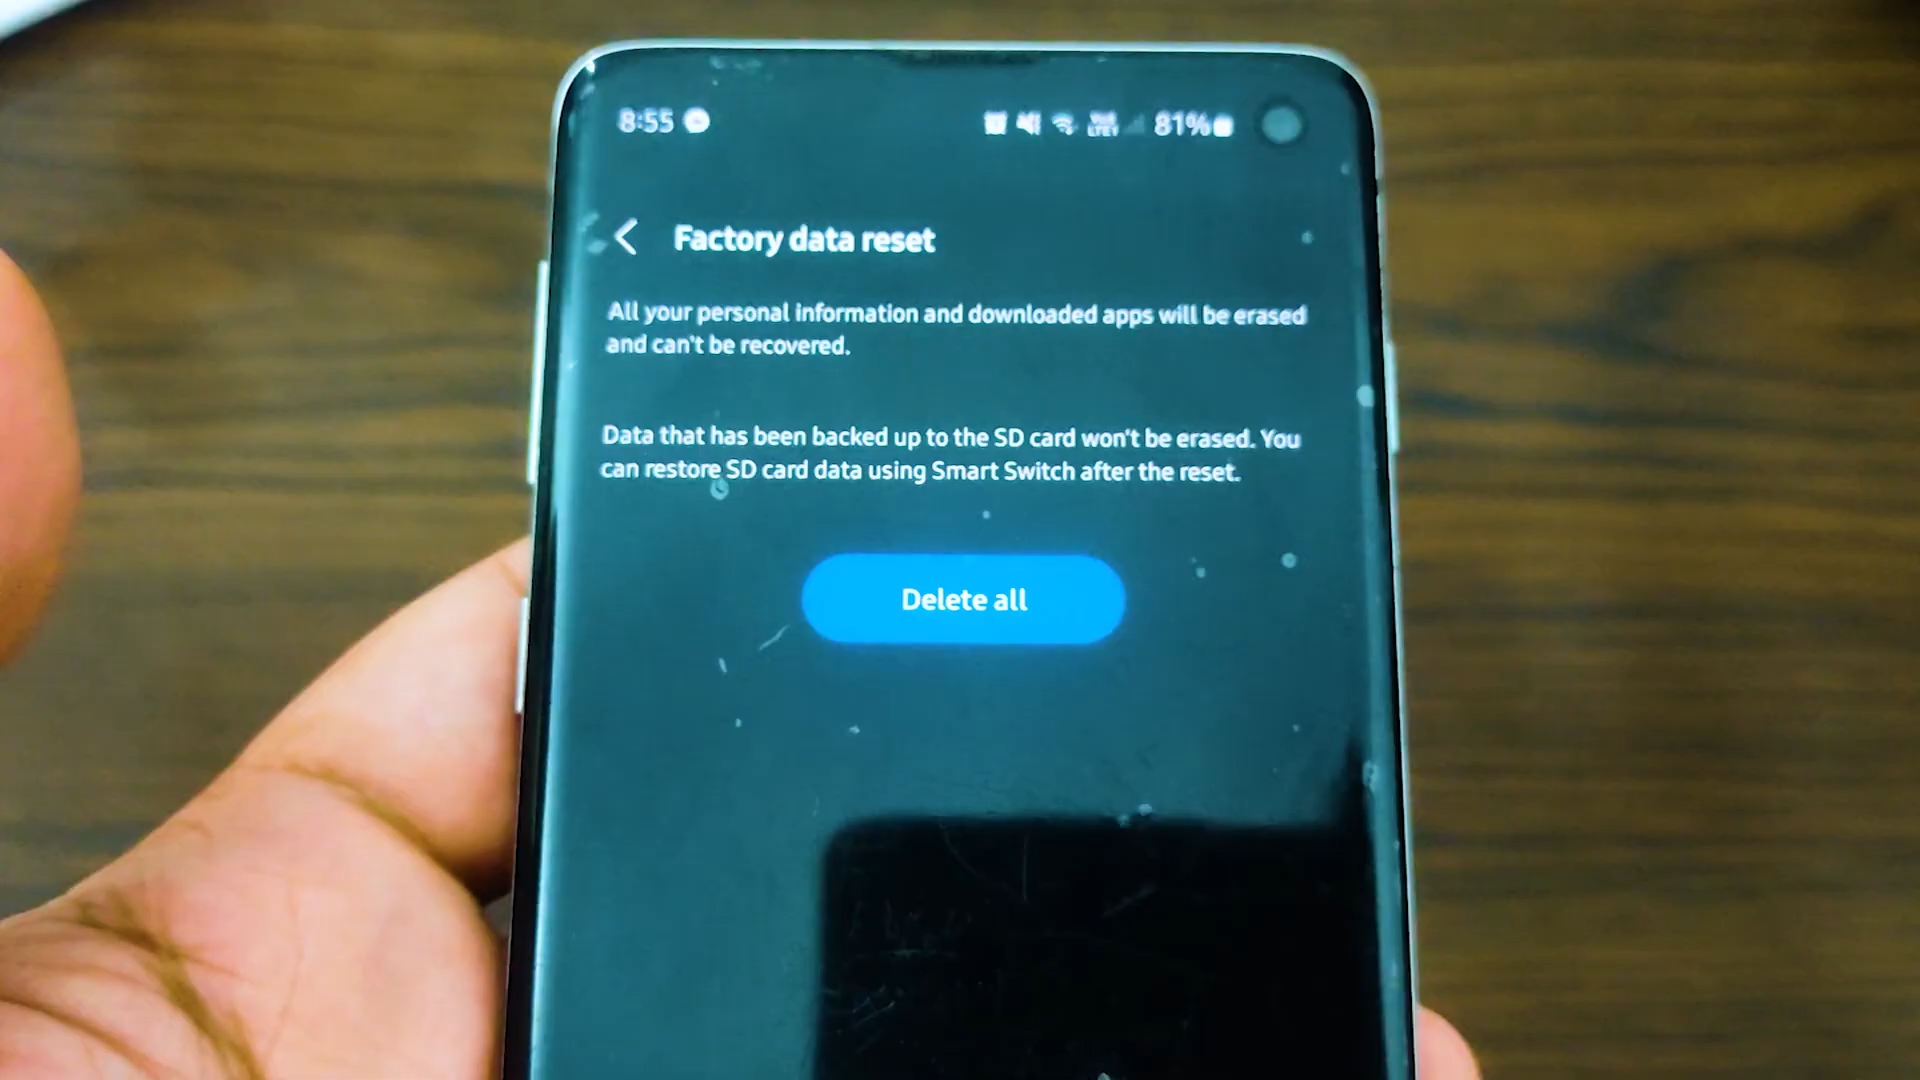 8:55 81%
Factory data reset
All your personal information and downloaded apps will be erased
and can't be recovered.
Data that has been backed up to the SD card won't be erased. You
can restore SD card data using Smart Switch after the reset.
Delete all